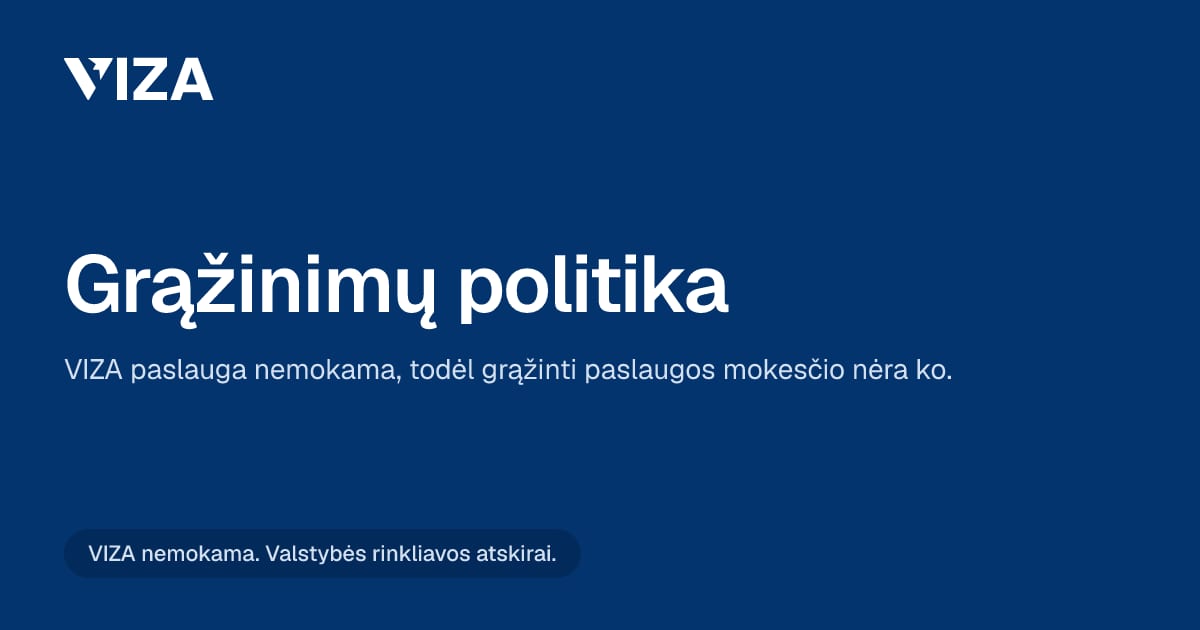 VIZA
Grąžinimų politika
VIZA paslauga nemokama, todėl grąžinti paslaugos mokesčio nėra ko.
VIZA nemokama. Valstybės rinkliavos atskirai.